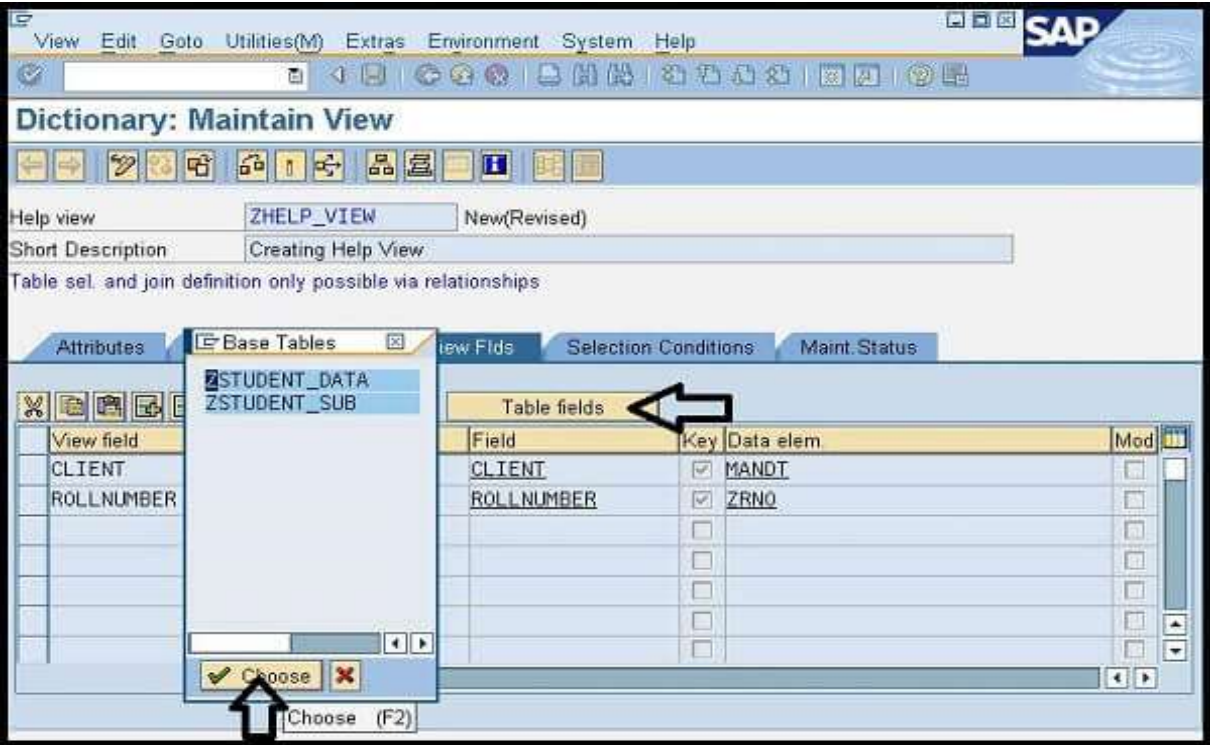 View Edit Goto Utilities(M) Extras Environment System Help
SAP
Dictionary: Maintain View
Help view ZHELP_VIEW New(Revised)
Short Description Creating Help View
Table sel. and join definition only possible via relationships
Attributes iew Flds Selection Conditions Maint.Status
Base Tables
ZSTUDENT_DATA
ZSTUDENT_SUB
Table fields
View field Field Key Data elem. Mod
CLIENT CLIENT MANDT
ROLLNUMBER ROLLNUMBER ZRNO
Choose
Choose (F2)